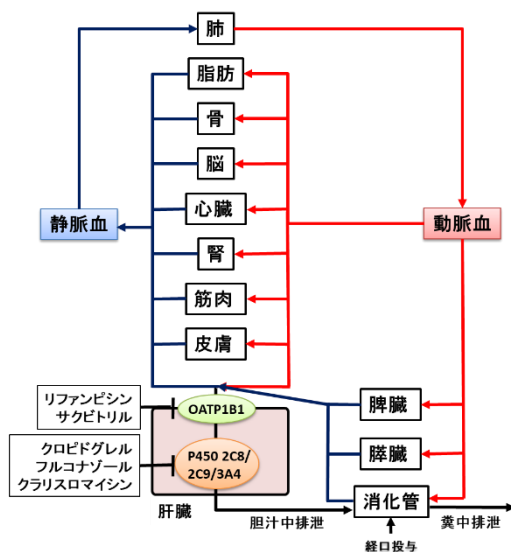 肺
脂肪
骨
脳
心臓
腎
筋肉
皮膚
静脈血
動脈血
リファンピシン
サクビトリル
OATP1B1
クロピドグレル
フルコナゾール
クラリスロマイシン
P450 2C8/
2C9/3A4
肝臓
脾臓
膵臓
消化管
胆汁中排泄
糞中排泄
経口投与